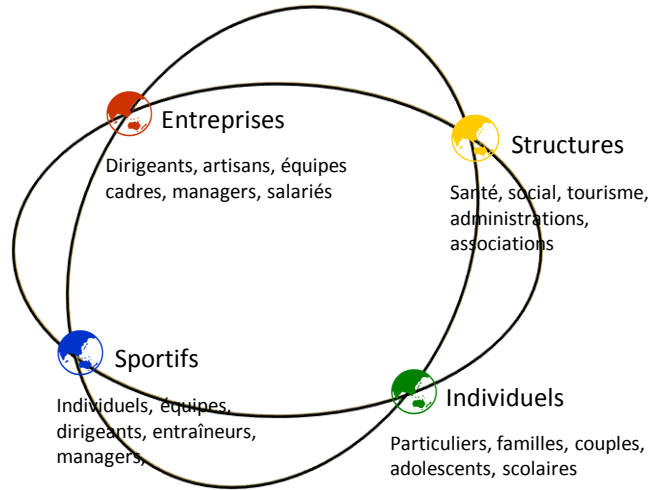 Entreprises
Dirigeants, artisans, équipes
cadres, managers, salariés
Structures
Santé, social, tourisme,
administrations,
associations
Sportifs
Individuels, équipes,
dirigeants, entraîneurs,
managers,
Individuels
Particuliers, familles, couples,
adolescents, scolaires